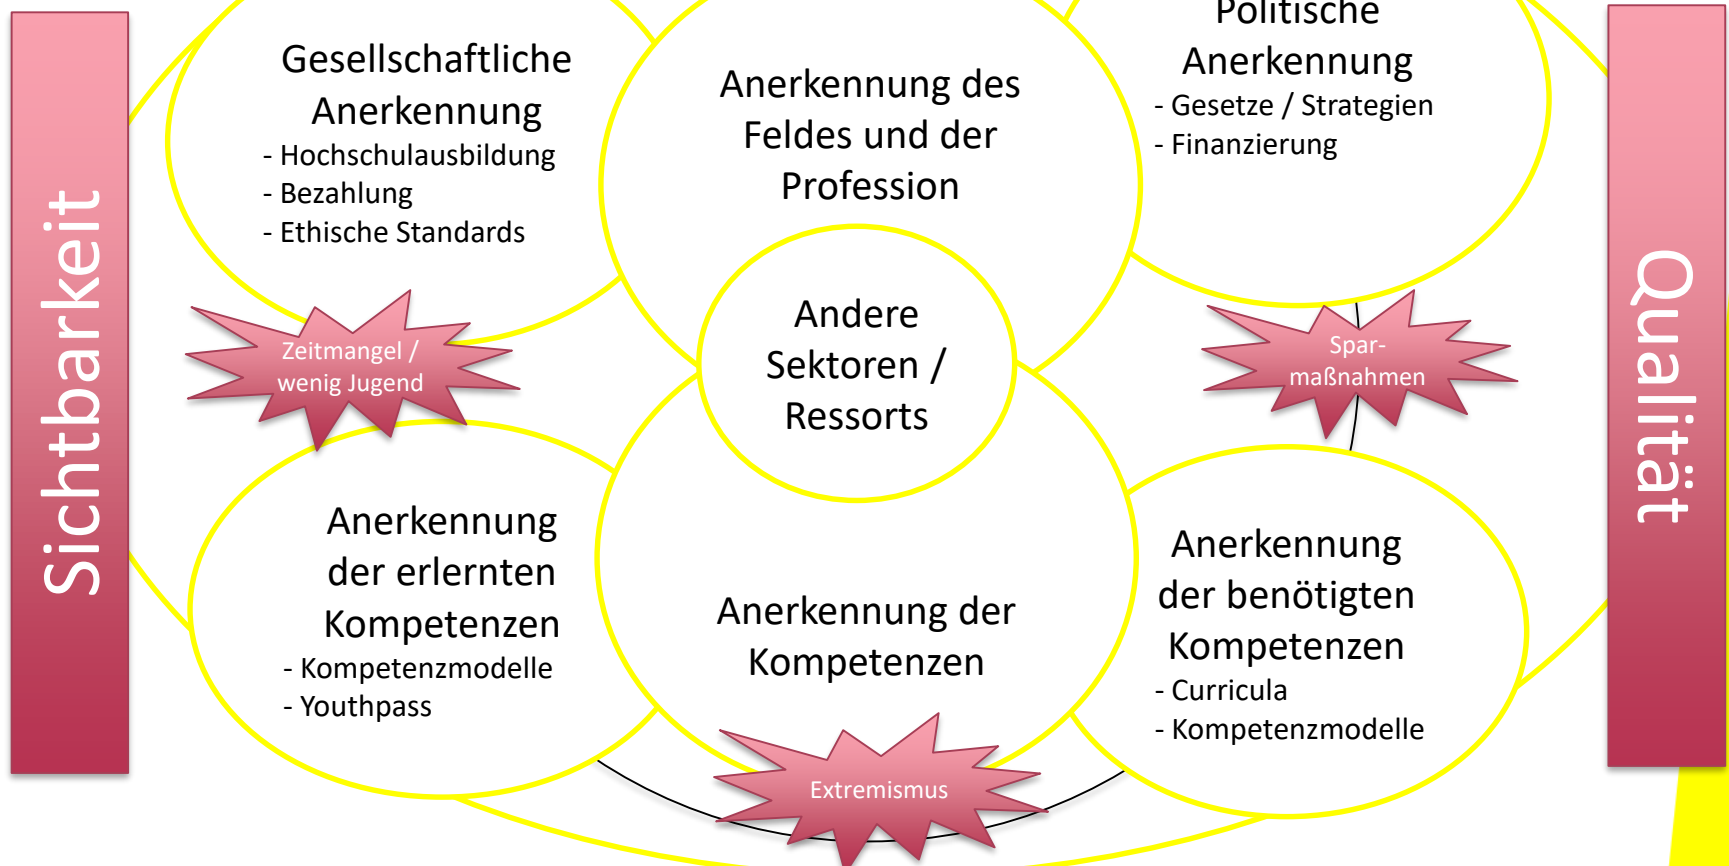 Sichtbarkeit
Gesellschaftliche
Anerkennung
- Hochschulausbildung
- Bezahlung
- Ethische Standards
Anerkennung des
Feldes und der
Profession
Politische
Anerkennung
- Gesetze / Strategien
- Finanzierung
Qualität
Zeitmangel /
wenig Jugend
Andere
Sektoren /
Ressorts
Spar-
maßnahmen
Anerkennung
der erlernten
Kompetenzen
- Kompetenzmodelle
- Youthpass
Anerkennung der
Kompetenzen
Anerkennung
der benötigten
Kompetenzen
- Curricula
- Kompetenzmodelle
Extremismus